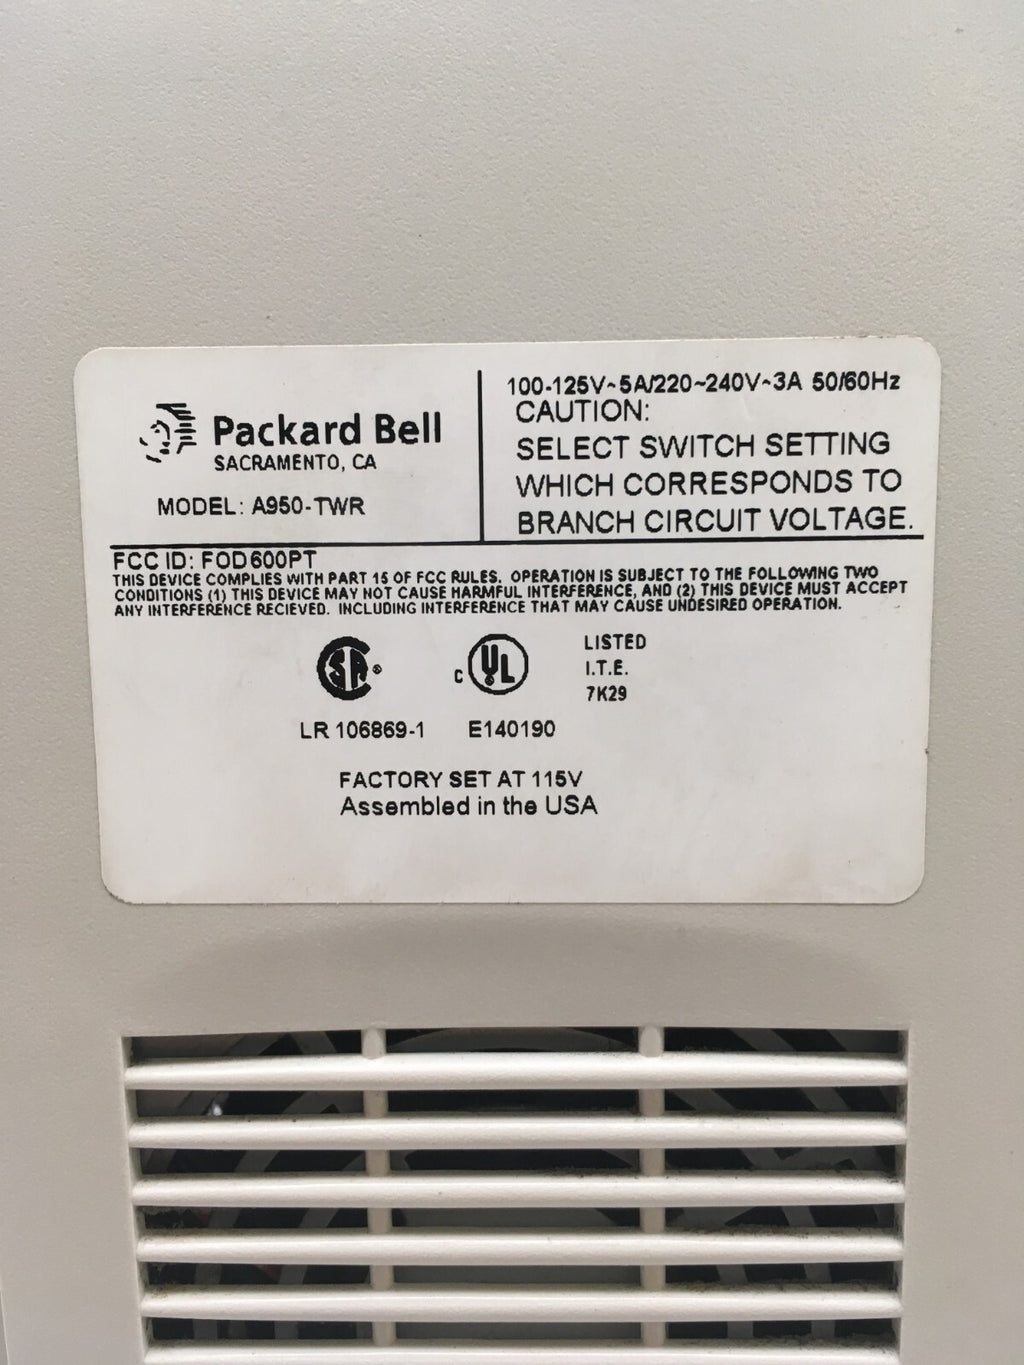 Packard Bell
SACRAMENTO, CA
MODEL: A950-TWR
100-125V~5A/220~240V~3A 50/60Hz
CAUTION:
SELECT SWITCH SETTING
WHICH CORRESPONDS TO
BRANCH CIRCUIT VOLTAGE.
FCC ID: FOD600PT
THIS DEVICE COMPLIES WITH PART 15 OF FCC RULES. OPERATION IS SUBJECT TO THE FOLLOWING TWO
CONDITIONS (1) THIS DEVICE MAY NOT CAUSE HARMFUL INTERFERENCE, AND (2) THIS DEVICE MUST ACCEPT
ANY INTERFERENCE RECIEVED. INCLUDING INTERFERENCE THAT MAY CAUSE UNDESIRED OPERATION.
SA®
C UL
LISTED
I.T.E.
7K29
LR 106869-1 E140190
FACTORY SET AT 115V
Assembled in the USA